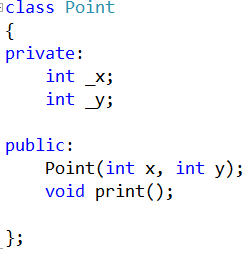 class Point
{
private:
    int _x;
    int _y;

public:
    Point(int x, int y);
    void print();

};